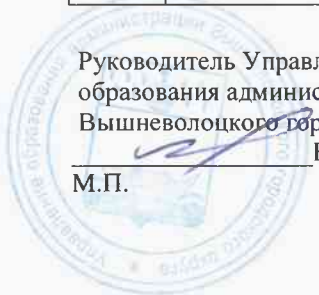 Руководитель Управл
образования админис
Вышневолоцкого гор
М.П.